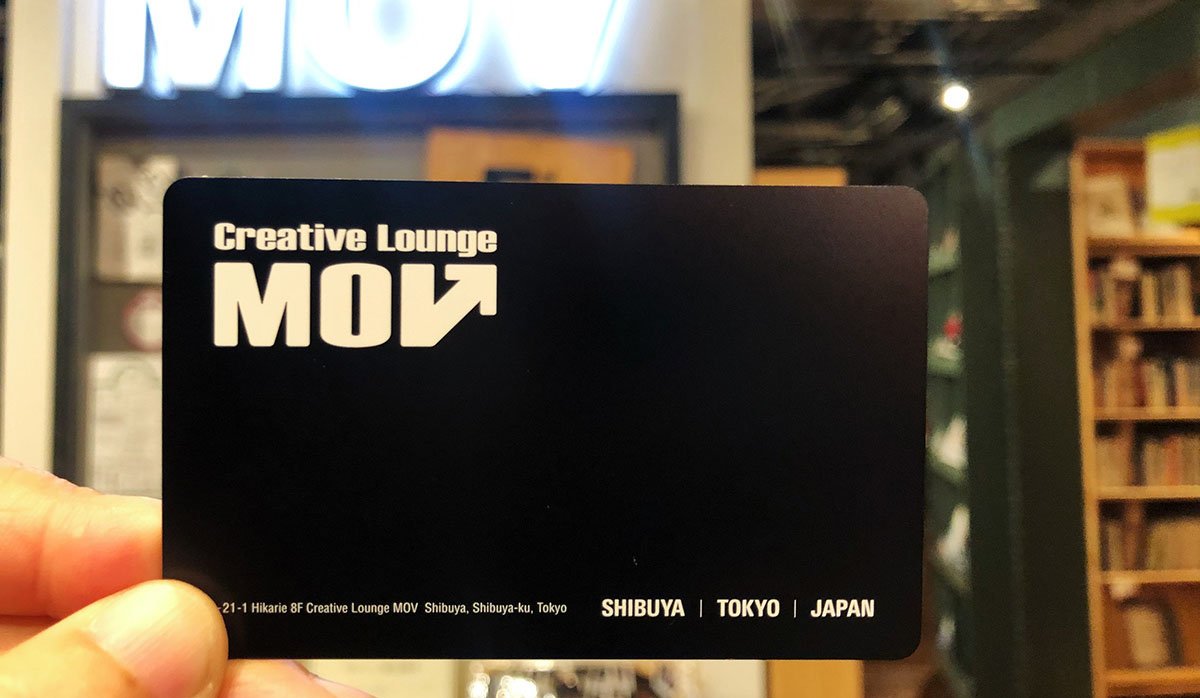 MOV
Creative Lounge
MOV
-21-1 Hikarie 8F Creative Lounge MOV Shibuya, Shibuya-ku, Tokyo
SHIBUYA | TOKYO | JAPAN